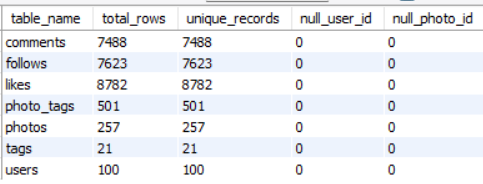 table_name total_rows unique_records null_user_id null_photo_id
comments 7488 7488 0 0
follows 7623 7623 0 0
likes 8782 8782 0 0
photo_tags 501 501 0 0
photos 257 257 0 0
tags 21 21 0 0
users 100 100 0 0